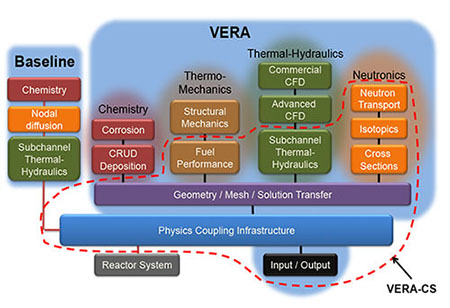 VERA
Baseline
Chemistry
Nodal
diffusion
Subchannel
Thermal-
Hydraulics
Chemistry
Corrosion
CRUD
Deposition
Thermo-
Mechanics
Structural
Mechanics
Fuel
Performance
Thermal-Hydraulics
Commercial
CFD
Advanced
CFD
Subchannel
Thermal-
Hydraulics
Neutronics
Neutron
Transport
Isotopics
Cross
Sections
Geometry / Mesh / Solution Transfer
Physics Coupling Infrastructure
Reactor System
Input / Output
VERA-CS